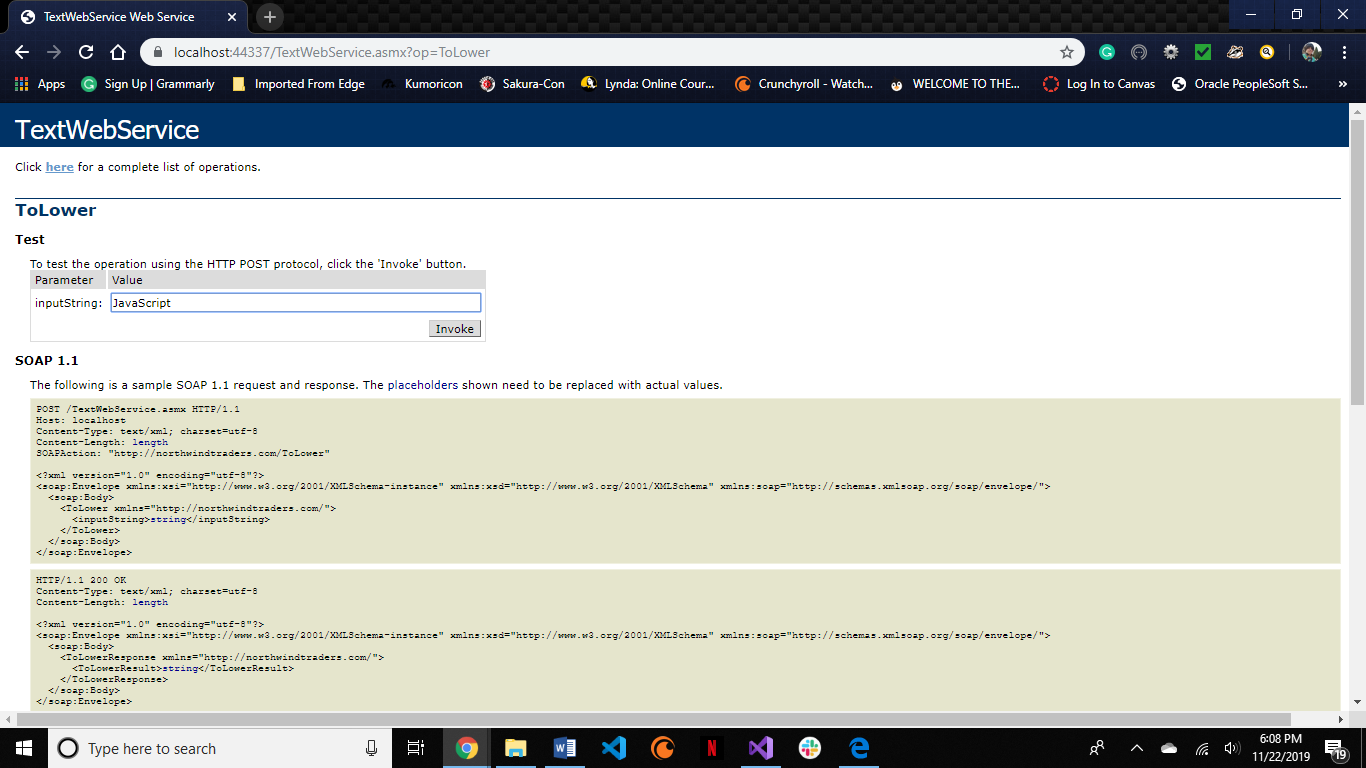 TextWebService Web Service
localhost:44337/TextWebService.asmx?op=ToLower
Apps Sign Up | Grammarly Imported From Edge Kumoricon Sakura-Con Lynda: Online Cour... Crunchyroll - Watch... WELCOME TO THE... Log In to Canvas Oracle PeopleSoft S... »
TextWebService
Click here for a complete list of operations.
ToLower
Test
To test the operation using the HTTP POST protocol, click the 'Invoke' button.
Parameter Value
inputString: JavaScript
Invoke
SOAP 1.1
The following is a sample SOAP 1.1 request and response. The placeholders shown need to be replaced with actual values.
POST /TextWebService.asmx HTTP/1.1
Host: localhost
Content-Type: text/xml; charset=utf-8
Content-Length: length
SOAPAction: "http://northwindtraders.com/ToLower"
<?xml version="1.0" encoding="utf-8"?>
<soap:Envelope xmlns:xsi="http://www.w3.org/2001/XMLSchema-instance" xmlns:xsd="http://www.w3.org/2001/XMLSchema" xmlns:soap="http://schemas.xmlsoap.org/soap/envelope/">
<soap:Body>
<ToLower xmlns="http://northwindtraders.com/">
<inputString>string</inputString>
</ToLower>
</soap:Body>
</soap:Envelope>
HTTP/1.1 200 OK
Content-Type: text/xml; charset=utf-8
Content-Length: length
<?xml version="1.0" encoding="utf-8"?>
<soap:Envelope xmlns:xsi="http://www.w3.org/2001/XMLSchema-instance" xmlns:xsd="http://www.w3.org/2001/XMLSchema" xmlns:soap="http://schemas.xmlsoap.org/soap/envelope/">
<soap:Body>
<ToLowerResponse xmlns="http://northwindtraders.com/">
<ToLowerResult>string</ToLowerResult>
</ToLowerResponse>
</soap:Body>
</soap:Envelope>
Type here to search
6:08 PM
11/22/2019
19